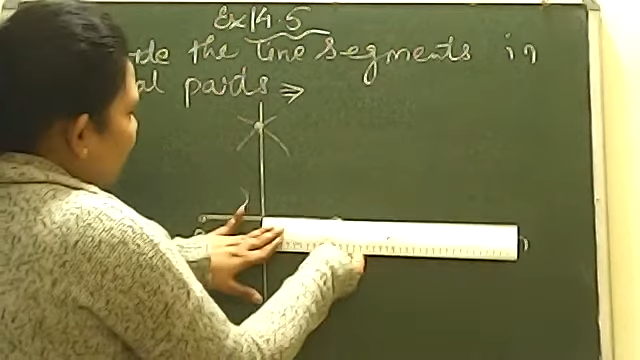 Ex 14.5
the line segments in
parts ⇒